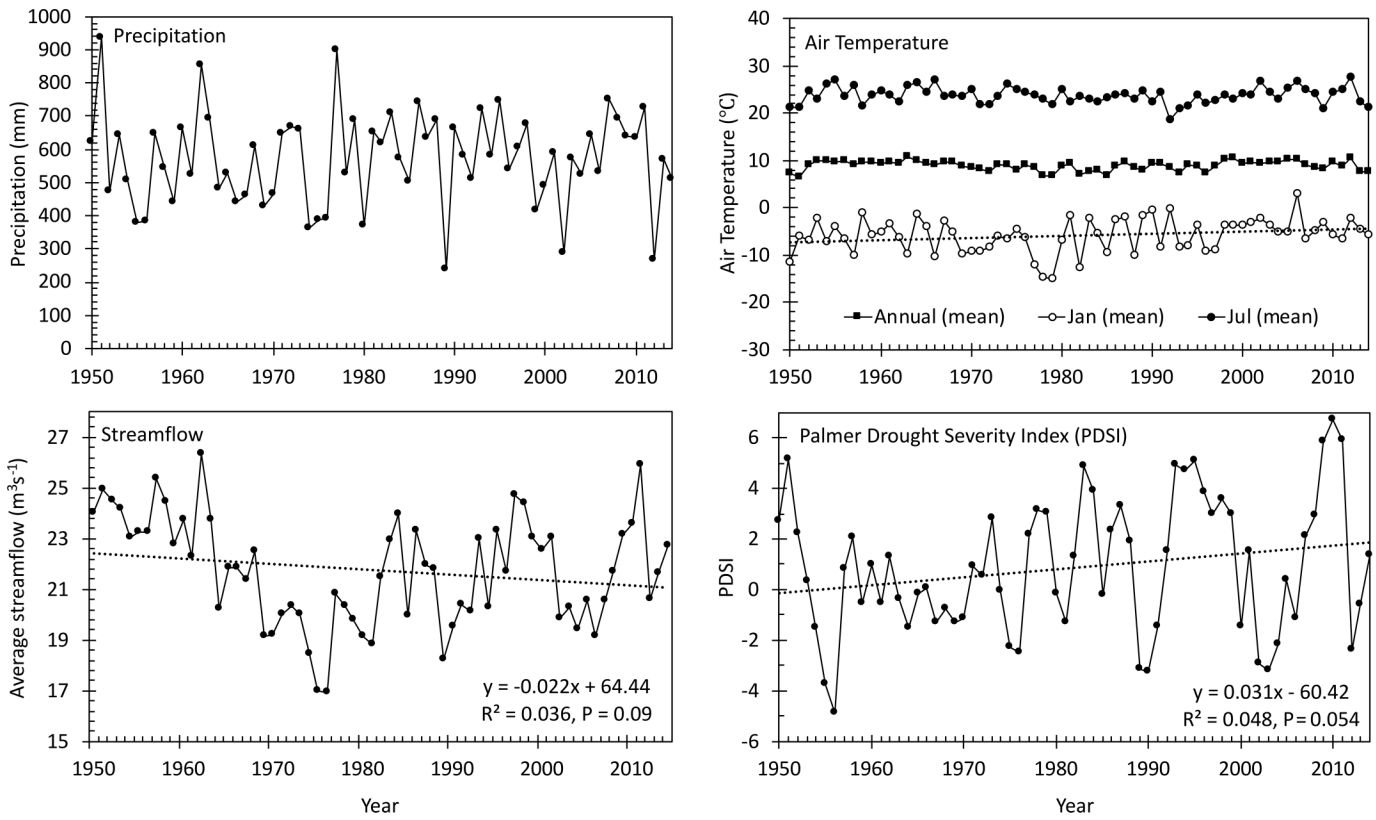 Precipitation
Precipitation (mm)
1000
900
800
700
600
500
400
300
200
100
0
1950 1960 1970 1980 1990 2000 2010
Air Temperature
Air Temperature (°C)
40
30
20
10
0
-10
-20
-30
Annual (mean) Jan (mean) Jul (mean)
1950 1960 1970 1980 1990 2000 2010
Streamflow
Average streamflow (m³s⁻¹)
27
25
23
21
19
17
15
y = -0.022x + 64.44
R² = 0.036, P = 0.09
1950 1960 1970 1980 1990 2000 2010
Year
Palmer Drought Severity Index (PDSI)
PDSI
6
4
2
0
-2
-4
-6
y = 0.031x - 60.42
R² = 0.048, P = 0.054
1950 1960 1970 1980 1990 2000 2010
Year